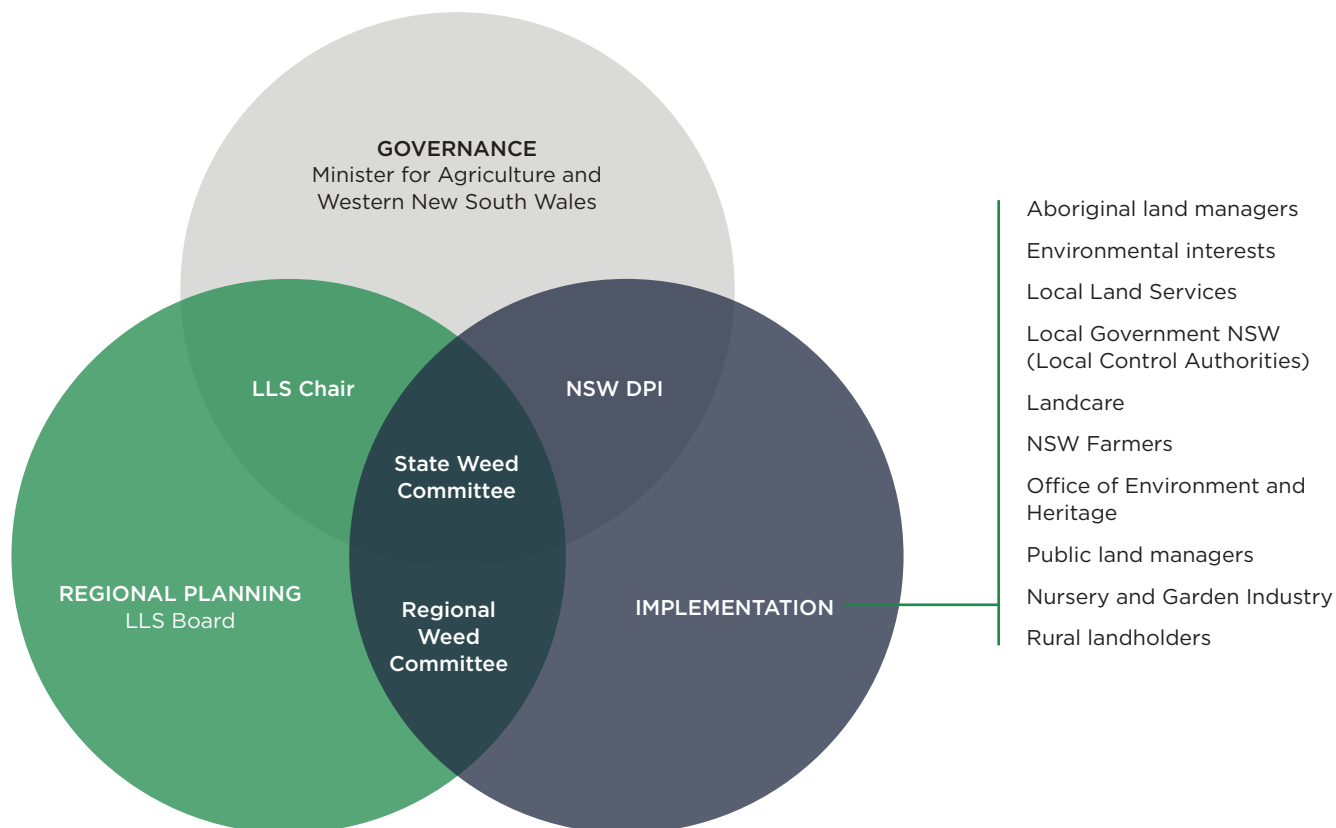 GOVERNANCE
Minister for Agriculture and
Western New South Wales
LLS Chair
NSW DPI
State Weed
Committee
REGIONAL PLANNING
LLS Board
Regional
Weed
Committee
IMPLEMENTATION
Aboriginal land managers
Environmental interests
Local Land Services
Local Government NSW
(Local Control Authorities)
Landcare
NSW Farmers
Office of Environment and
Heritage
Public land managers
Nursery and Garden Industry
Rural landholders